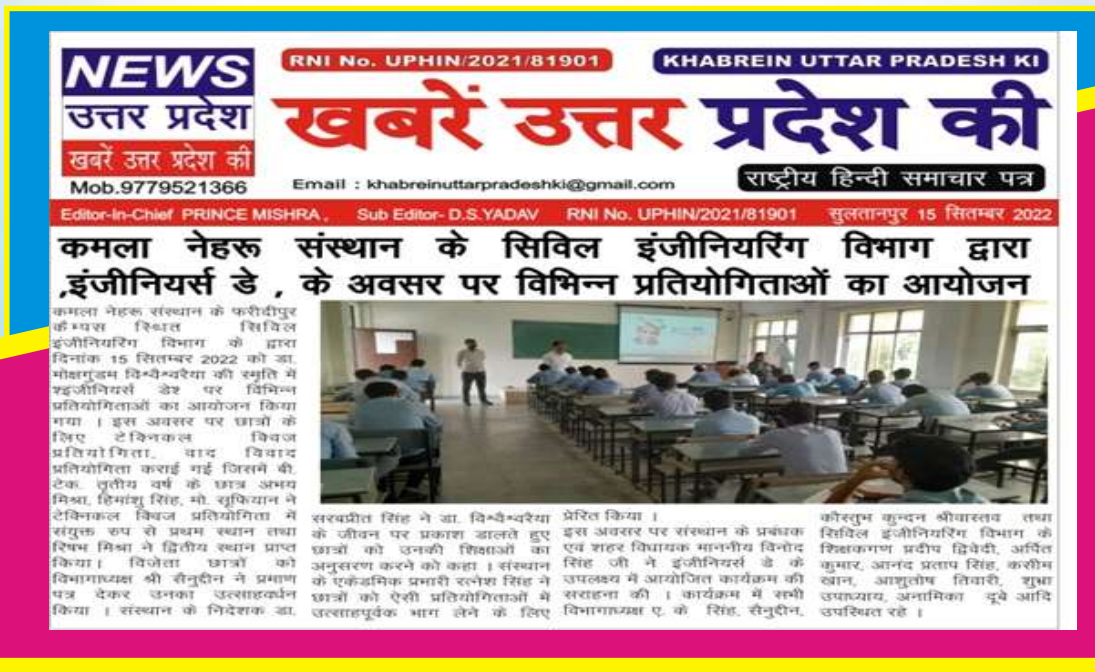 NEWS
उत्तर प्रदेश
खबरें उत्तर प्रदेश की
Mob.9779521366
RNI No. UPHIN/2021/81901
KHABREIN UTTAR PRADESH KI
खबरें उत्तर प्रदेश की
Email : khabreinuttarpradeshki@gmail.com
राष्ट्रीय हिन्दी समाचार पत्र
Editor-In-Chief PRINCE MISHRA , Sub Editor- D.S.YADAV RNI No. UPHIN/2021/81901 सुलतानपुर 15 सितम्बर 2022
कमला नेहरू संस्थान के सिविल इंजीनियरिंग विभाग द्वारा
,इंजीनियर्स डे , के अवसर पर विभिन्न प्रतियोगिताओं का आयोजन
कमला नेहरू संस्थान के फरीदीपुर
कैम्पस स्थित सिविल
इंजीनियरिंग विभाग के द्वारा
दिनांक 15 सितम्बर 2022 को डा.
मोक्षगुंडम विश्वेश्वरैया की स्मृति में
श्इंजीनियर्स डेश पर विभिन्न
प्रतियोगिताओं का आयोजन किया
गया । इस अवसर पर छात्रों के
लिए टेक्निकल क्विज
प्रतियोगिता, वाद विवाद
प्रतियोगिता कराई गई जिसमें बी.
टेक. तृतीय वर्ष के छात्र अभय
मिश्रा, हिमांशु सिंह, मो. सूफियान ने
टेक्निकल क्विज प्रतियोगिता में
संयुक्त रुप से प्रथम स्थान तथा
रिषभ मिश्रा ने द्वितीय स्थान प्राप्त
किया। विजेता छात्रों को
विभागाध्यक्ष श्री सैनुद्दीन ने प्रमाण
पत्र देकर उनका उत्साहवर्धन
किया । संस्थान के निदेशक डा.
सरबप्रीत सिंह ने डा. विश्वेश्वरैया
के जीवन पर प्रकाश डालते हुए
छात्रों को उनकी शिक्षाओं का
अनुसरण करने को कहा । संस्थान
के एकेडमिक प्रभारी रत्नेश सिंह ने
छात्रों को ऐसी प्रतियोगिताओं में
उत्साहपूर्वक भाग लेने के लिए
प्रेरित किया ।
इस अवसर पर संस्थान के प्रबंधक
एवं शहर विधायक माननीय विनोद
सिंह जी ने इंजीनियर्स डे के
उपलक्ष्य में आयोजित कार्यक्रम की
सराहना की । कार्यक्रम में सभी
विभागाध्यक्ष ए. के सिंह, सैनुद्दीन,
कौस्तुभ कुन्दन श्रीवास्तव तथा
सिविल इंजीनियरिंग विभाग के
शिक्षकगण प्रदीप द्विवेदी, अर्पित
कुमार, आनंद प्रताप सिंह, कसीम
खान, आशुतोष तिवारी, शुभ्रा
उपाध्याय, अनामिका दूबे आदि
उपस्थित रहे ।